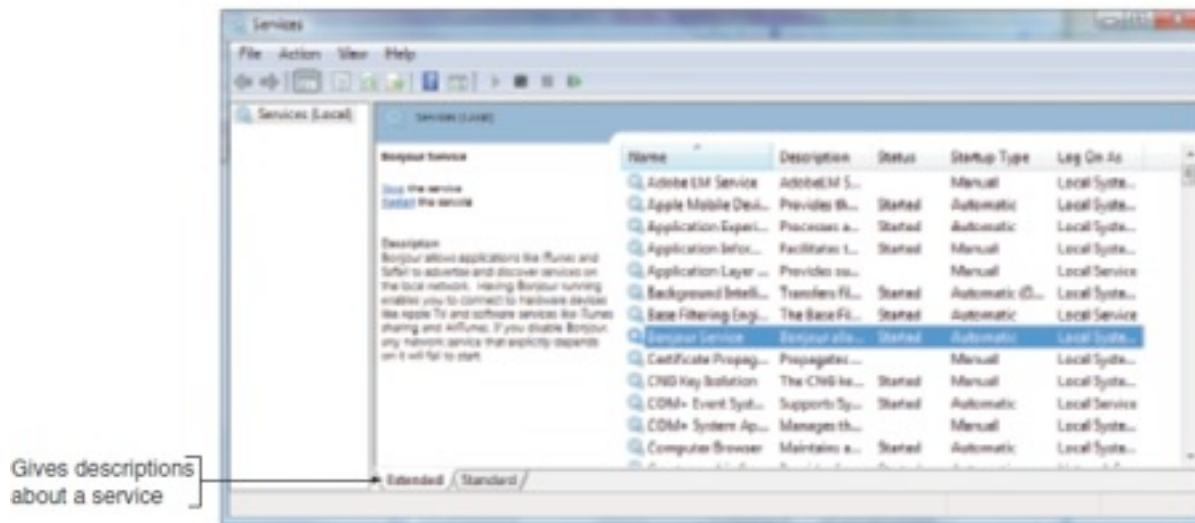 Services
File Action View Help
Services (Local)
Services (Local)
Bonjour Service
Stop the service
Restart the service
Description
Bonjour allows applications like iTunes and
Safari to advertise and discover services on
the local network. Having Bonjour running
enables you to connect to hardware devices
like Apple TV and software services like iTunes
sharing and AirTunes. If you disable Bonjour,
any network service that explicitly depends
on it will fail to start.
Name Description Status Startup Type Log On As
Adobe LM Service AdobeLM S... Manual Local Syste...
Apple Mobile Devi... Provides th... Started Automatic Local Syste...
Application Experi... Processes a... Started Automatic Local Syste...
Application Infor... Facilitates t... Started Manual Local Syste...
Application Layer ... Provides su... Manual Local Service
Background Intelli... Transfers fil... Started Automatic (D... Local Syste...
Base Filtering Engi... The Base Fil... Started Automatic Local Service
Bonjour Service Bonjour allo... Started Automatic Local Syste...
Certificate Propag... Propagates ... Manual Local Syste...
CNG Key Isolation The CNG ke... Started Manual Local Syste...
COM+ Event Syst... Supports Sy... Started Automatic Local Service
COM+ System Ap... Manages th... Manual Local Syste...
Computer Browser Maintains a... Started Automatic Local Syste...
Gives descriptions
about a service
Extended Standard